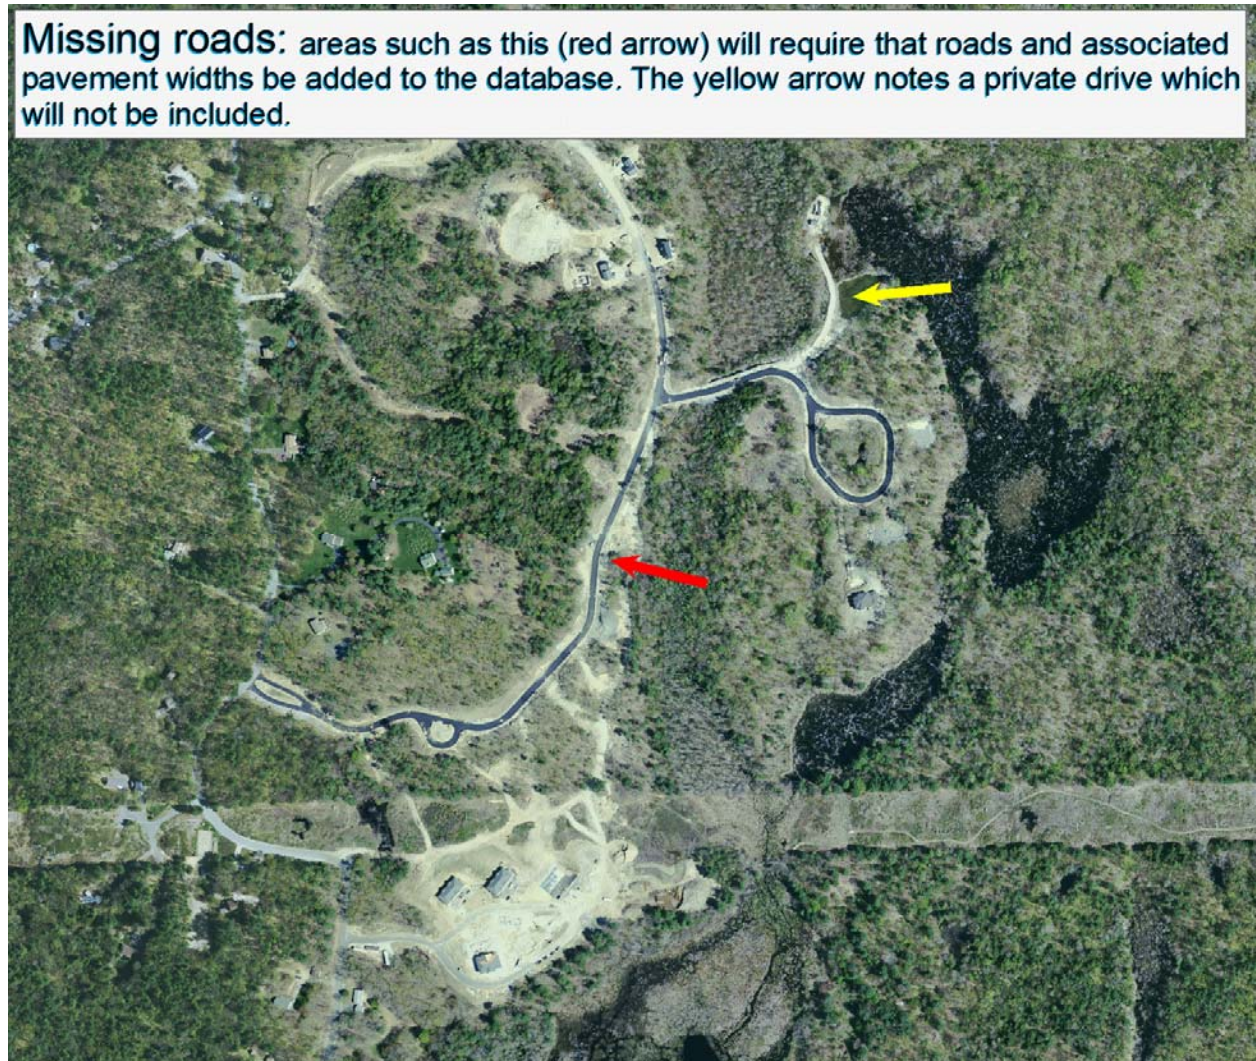 Missing roads: areas such as this (red arrow) will require that roads and associated
pavement widths be added to the database. The yellow arrow notes a private drive which
will not be included.